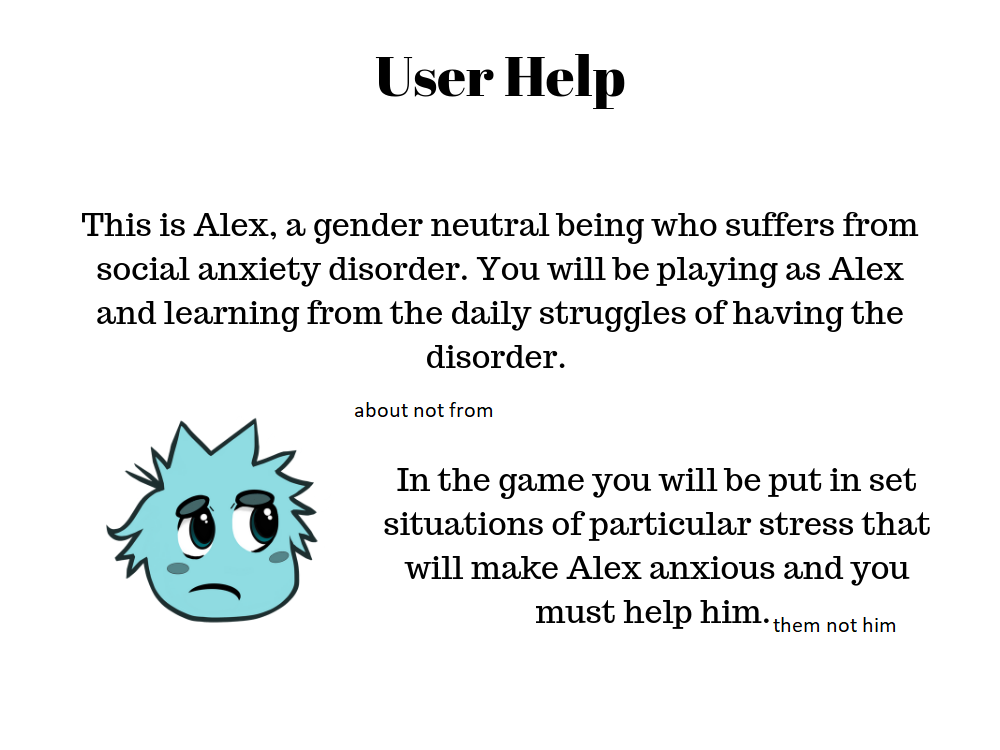 User Help
This is Alex, a gender neutral being who suffers from
social anxiety disorder. You will be playing as Alex
and learning from the daily struggles of having the
disorder.
about not from
In the game you will be put in set
situations of particular stress that
will make Alex anxious and you
must help him.
them not him